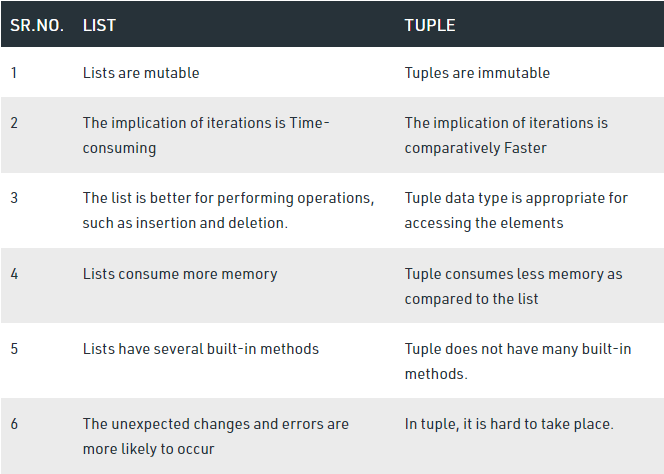 SR.NO. LIST TUPLE
1 Lists are mutable Tuples are immutable
2 The implication of iterations is Time- The implication of iterations is
consuming comparatively Faster
3 The list is better for performing operations, Tuple data type is appropriate for
such as insertion and deletion. accessing the elements
4 Lists consume more memory Tuple consumes less memory as
compared to the list
5 Lists have several built-in methods Tuple does not have many built-in
methods.
6 The unexpected changes and errors are In tuple, it is hard to take place.
more likely to occur